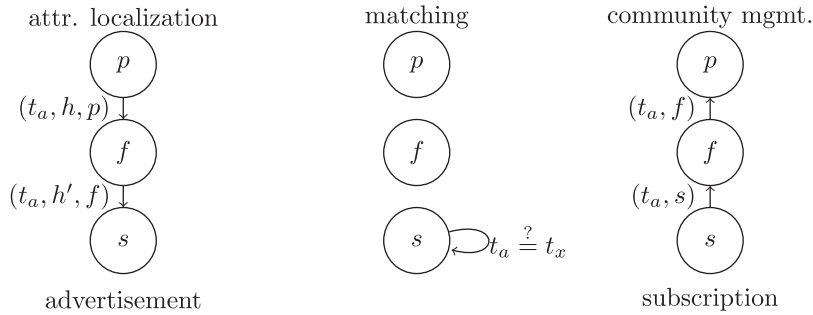 attr. localization
p
(t_a, h, p)
f
(t_a, h′, f)
s
advertisement
matching
p
f
s
t_a ≟ t_x
community mgmt.
p
(t_a, f)
f
(t_a, s)
s
subscription